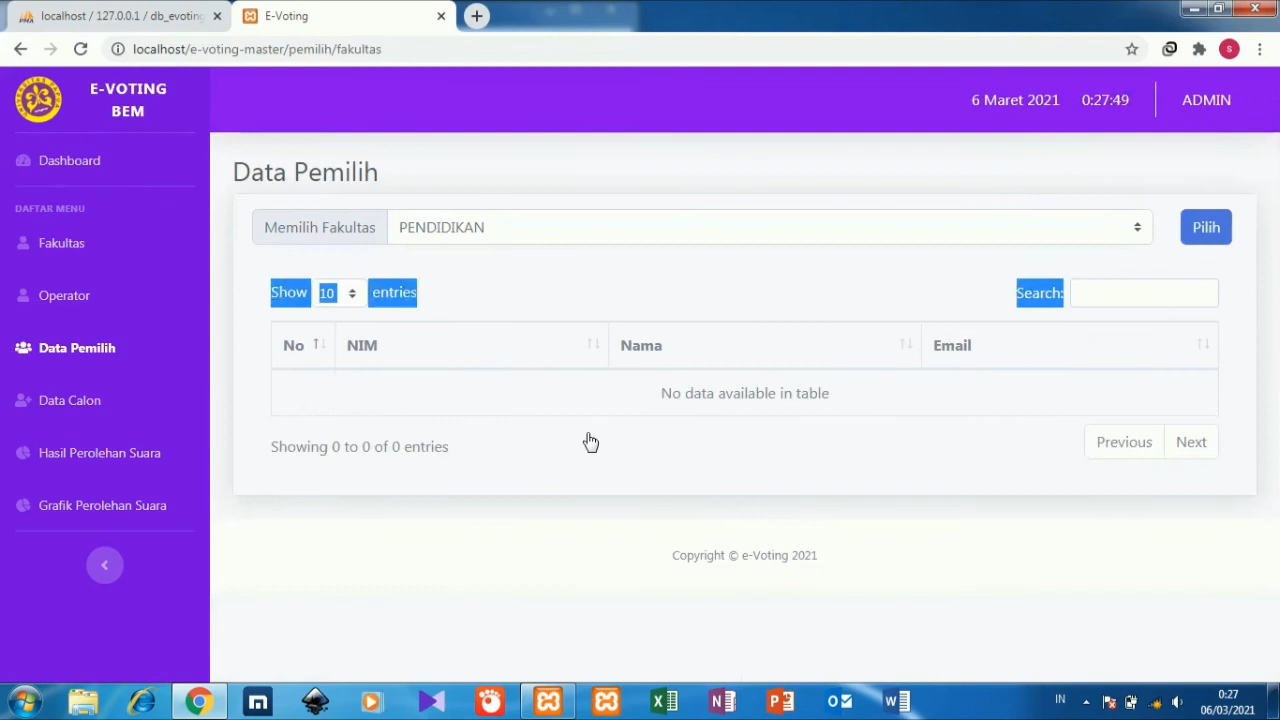 localhost / 127.0.0.1 / db_evoting
E-Voting
localhost/e-voting-master/pemilih/fakultas
S
E-VOTING
BEM
6 Maret 2021
0:27:49
ADMIN
Dashboard
DAFTAR MENU
Fakultas
Operator
Data Pemilih
Data Calon
Hasil Perolehan Suara
Grafik Perolehan Suara
Data Pemilih
Memilih Fakultas
PENDIDIKAN
Pilih
Show 10 entries
Search:
No
NIM
Nama
Email
No data available in table
Showing 0 to 0 of 0 entries
Previous
Next
Copyright © e-Voting 2021
IN
0:27
06/03/2021